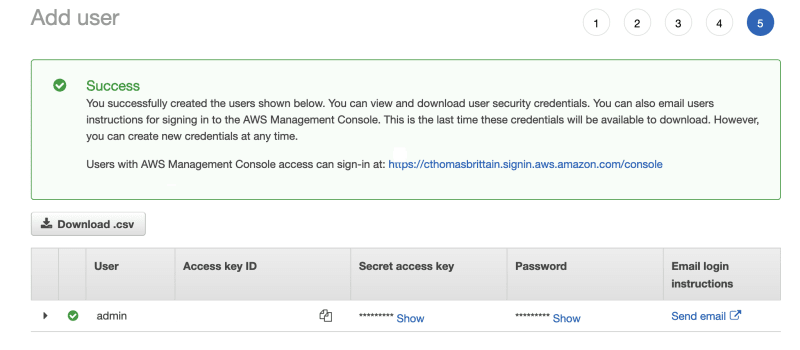 Add user
1 2 3 4 5
Success
You successfully created the users shown below. You can view and download user security credentials. You can also email users
instructions for signing in to the AWS Management Console. This is the last time these credentials will be available to download. However,
you can create new credentials at any time.
Users with AWS Management Console access can sign-in at: https://cthomasbrittain.signin.aws.amazon.com/console
Download .csv
User Access key ID Secret access key Password Email login
instructions
admin ********* Show ********* Show Send email